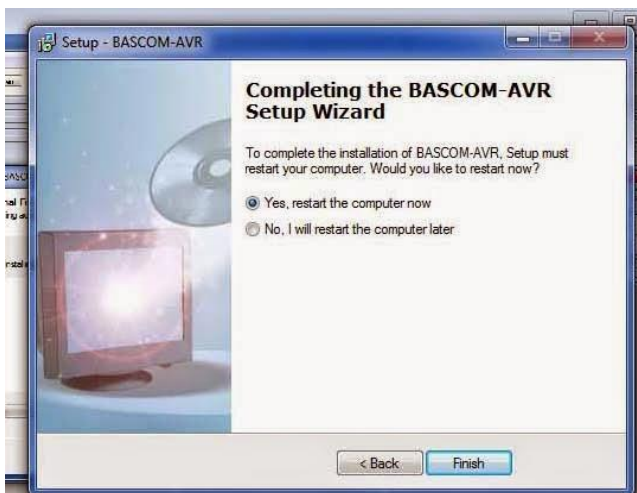 Setup - BASCOM-AVR
Completing the BASCOM-AVR
Setup Wizard
To complete the installation of BASCOM-AVR, Setup must
restart your computer. Would you like to restart now?
Yes, restart the computer now
No, I will restart the computer later
< Back
Finish